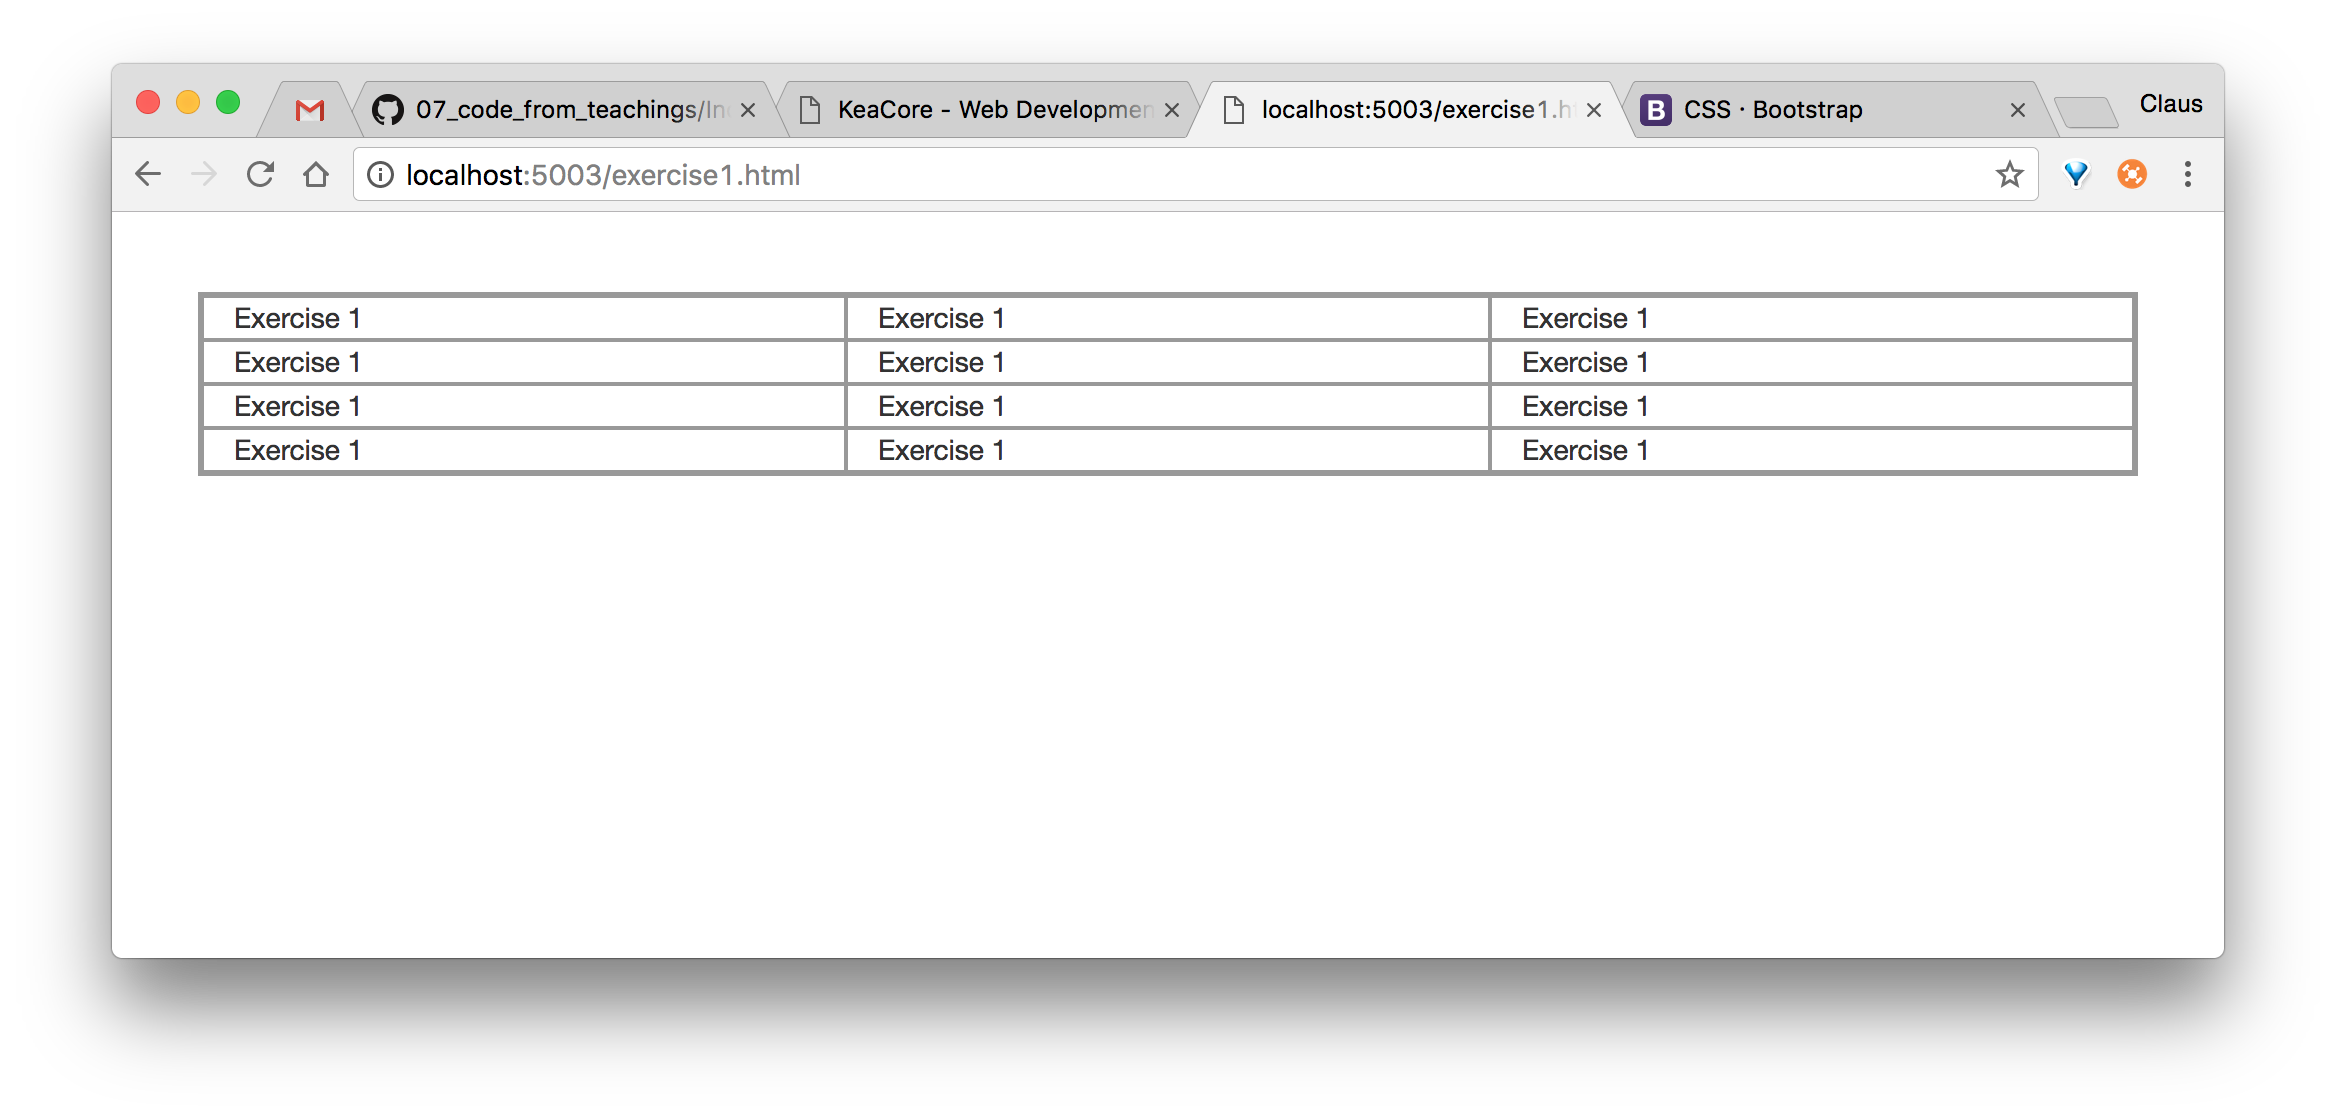 07_code_from_teachings/In
KeaCore - Web Developmen
localhost:5003/exercise1.h
CSS · Bootstrap
Claus
localhost:5003/exercise1.html
Exercise 1 Exercise 1 Exercise 1
Exercise 1 Exercise 1 Exercise 1
Exercise 1 Exercise 1 Exercise 1
Exercise 1 Exercise 1 Exercise 1